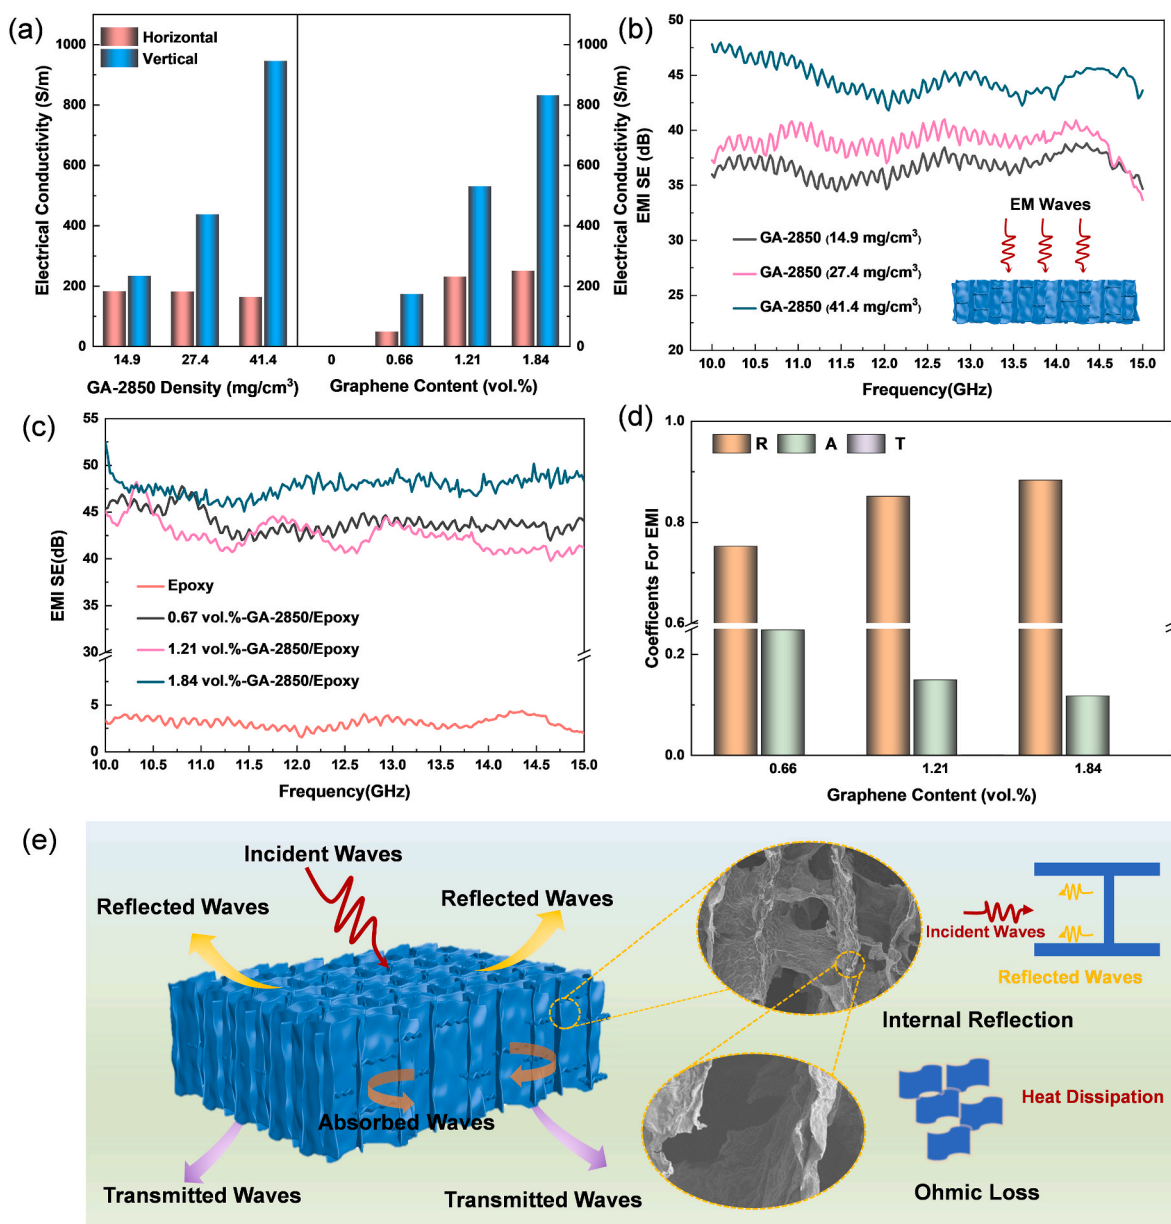 (a)
Horizontal
Vertical
Electrical Conductivity (S/m)
1000
800
600
400
200
0
14.9
27.4
41.4
GA-2850 Density (mg/cm³)
0
0.66
1.21
1.84
Graphene Content (vol.%)
Electrical Conductivity (S/m)
1000
800
600
400
200
0
(b)
EMI SE (dB)
50
45
40
35
30
25
20
EM Waves
GA-2850 (14.9 mg/cm³)
GA-2850 (27.4 mg/cm³)
GA-2850 (41.4 mg/cm³)
10.0 10.5 11.0 11.5 12.0 12.5 13.0 13.5 14.0 14.5 15.0
Frequency(GHz)
(c)
EMI SE(dB)
55
50
45
40
35
30
5
0
Epoxy
0.67 vol.%-GA-2850/Epoxy
1.21 vol.%-GA-2850/Epoxy
1.84 vol.%-GA-2850/Epoxy
10.0 10.5 11.0 11.5 12.0 12.5 13.0 13.5 14.0 14.5 15.0
Frequency(GHz)
(d)
R A T
Coefficents For EMI
1.0
0.8
0.6
0.2
0.0
0.66 1.21 1.84
Graphene Content (vol.%)
(e)
Incident Waves
Reflected Waves
Reflected Waves
Absorbed Waves
Transmitted Waves
Transmitted Waves
Incident Waves
Reflected Waves
Internal Reflection
Heat Dissipation
Ohmic Loss